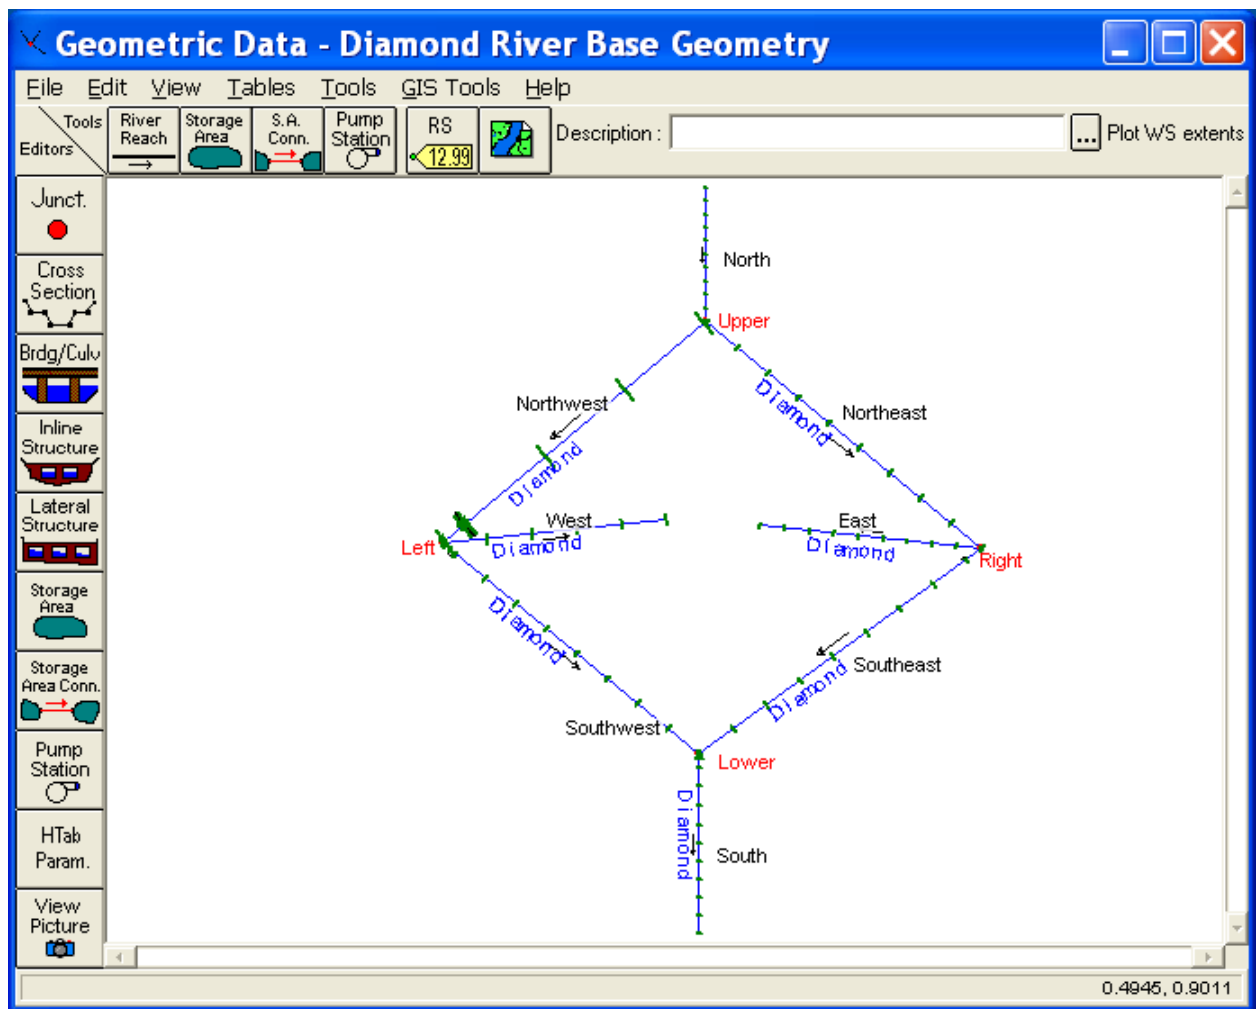 Geometric Data - Diamond River Base Geometry
File Edit View Tables Tools GIS Tools Help
Tools
Editors
River
Reach
Storage
Area
S.A.
Conn.
Pump
Station
RS
12.99
Description :
...
Plot WS extents
Junct.
Cross
Section
Brdg/Culv
Inline
Structure
Lateral
Structure
Storage
Area
Storage
Area Conn.
Pump
Station
HTab
Param.
View
Picture
North
Upper
Northwest
Diamond
Diamond
Northeast
West
Diamond
Left
East
Diamond
Right
Diamond
Southwest
Southeast
Diamond
Lower
Diamond
South
0.4945, 0.9011